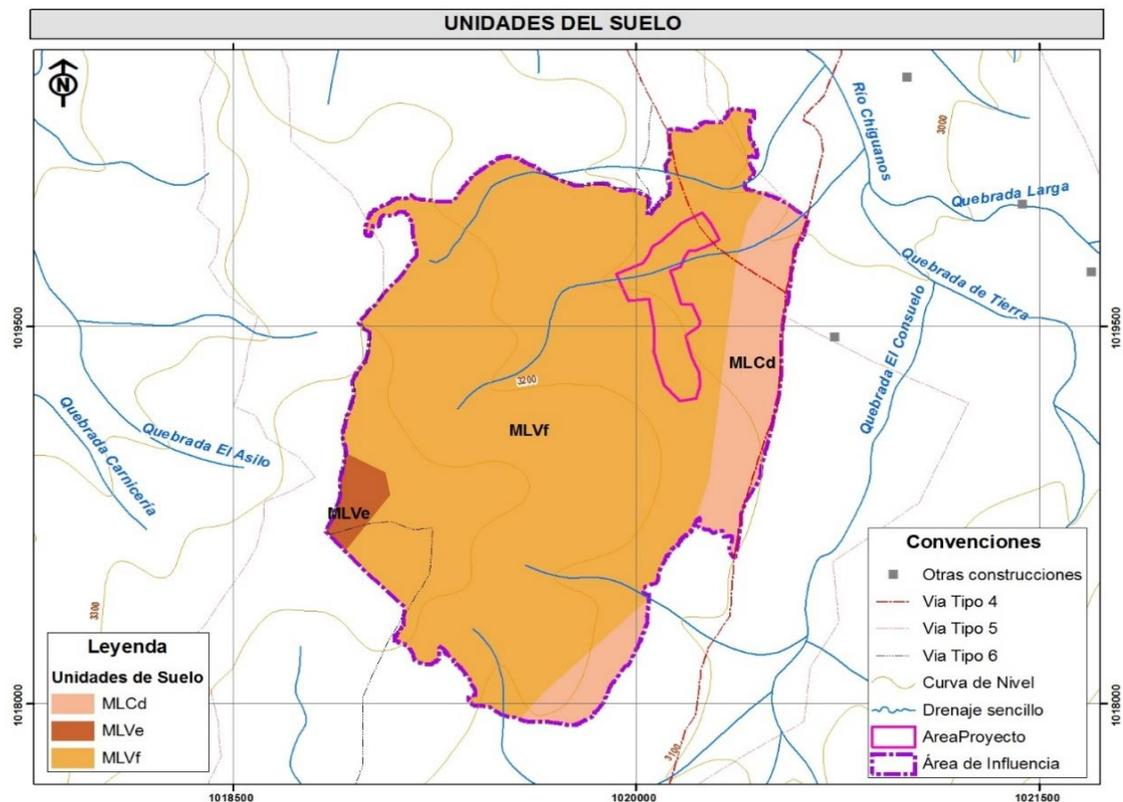 UNIDADES DEL SUELO
N
Río Chiguanos
3000
Quebrada Larga
Quebrada de Tierra
1019500
1019500
Quebrada El Consuelo
MLCd
3200
MLVf
Quebrada Carnicería
Quebrada El Asilo
MLVe
3300
3100
1018000
1018000
Leyenda
Unidades de Suelo
MLCd
MLVe
MLVf
Convenciones
Otras construcciones
Via Tipo 4
Via Tipo 5
Via Tipo 6
Curva de Nivel
Drenaje sencillo
AreaProyecto
Área de Influencia
1018500
1020000
1021500